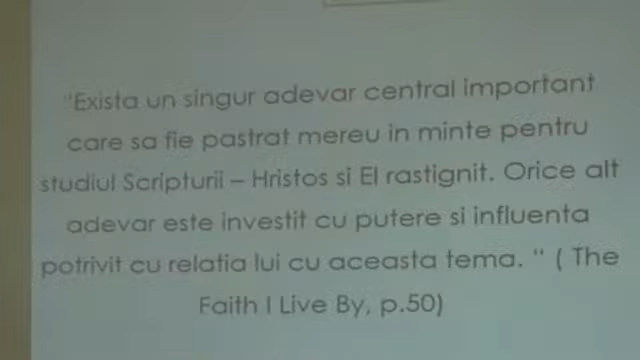 "Exista un singur adevar central important
care sa fie pastrat mereu in minte pentru
studiul Scripturii – Hristos si El rastignit. Orice alt
adevar este investit cu putere si influenta
potrivit cu relatia lui cu aceasta tema. " ( The
Faith I Live By, p.50)